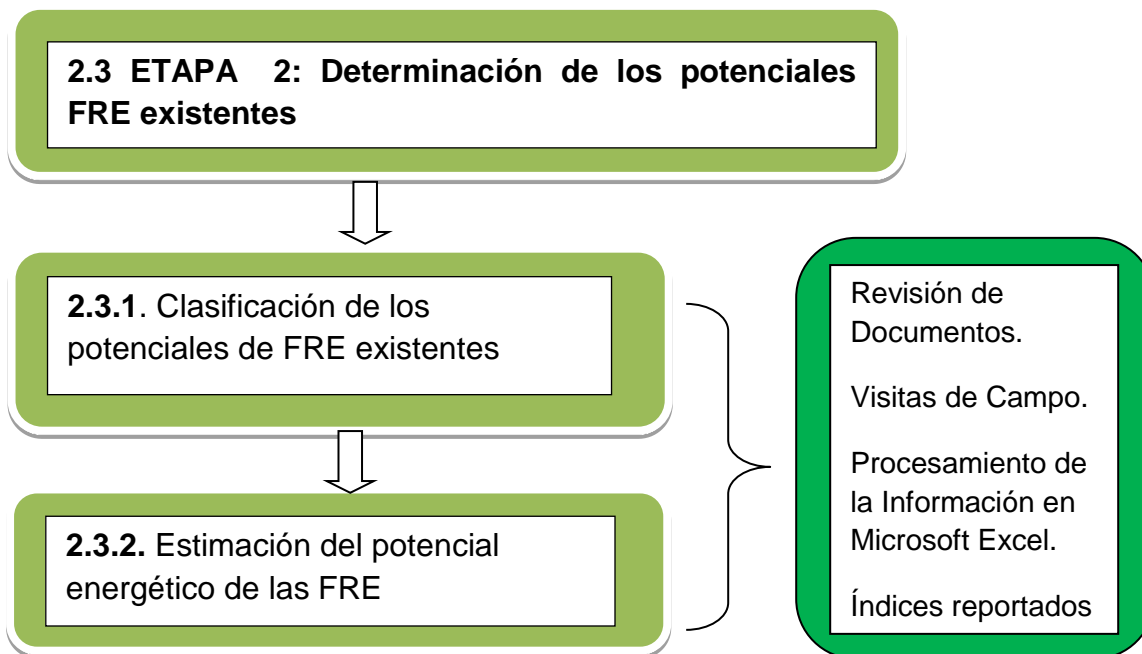 2.3 ETAPA 2: Determinación de los potenciales
FRE existentes
2.3.1. Clasificación de los
potenciales de FRE existentes
2.3.2. Estimación del potencial
energético de las FRE
Revisión de
Documentos.
Visitas de Campo.
Procesamiento de
la Información en
Microsoft Excel.
Índices reportados